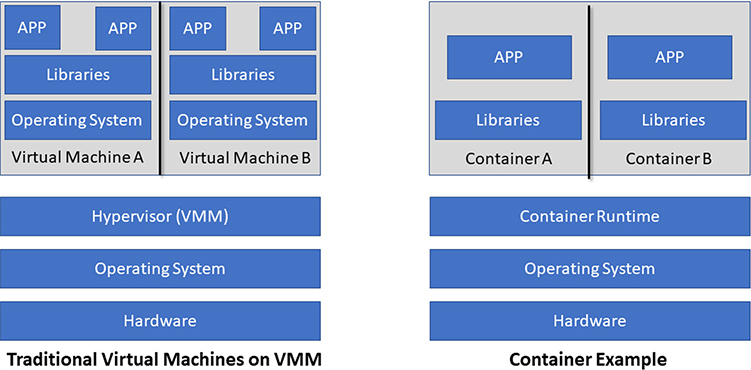 APP
APP
APP
APP
Libraries
Libraries
Operating System
Operating System
Virtual Machine A
Virtual Machine B
Hypervisor (VMM)
Operating System
Hardware
Traditional Virtual Machines on VMM
APP
APP
Libraries
Libraries
Container A
Container B
Container Runtime
Operating System
Hardware
Container Example